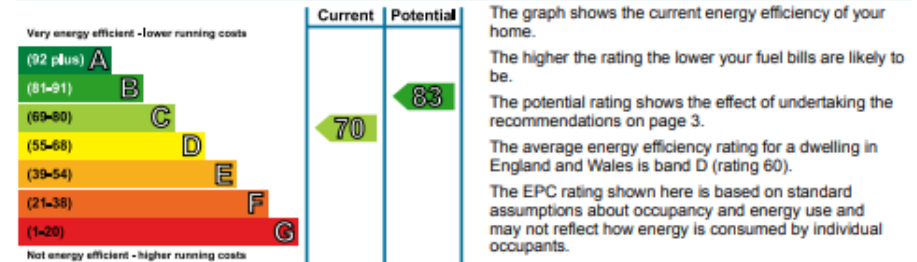 Current Potential
Very energy efficient - lower running costs
(92 plus) A
(81-91) B
(69-80) C
(55-68) D
(39-54) E
(21-38) F
(1-20) G
Not energy efficient - higher running costs
70
83
The graph shows the current energy efficiency of your
home.
The higher the rating the lower your fuel bills are likely to
be.
The potential rating shows the effect of undertaking the
recommendations on page 3.
The average energy efficiency rating for a dwelling in
England and Wales is band D (rating 60).
The EPC rating shown here is based on standard
assumptions about occupancy and energy use and
may not reflect how energy is consumed by individual
occupants.